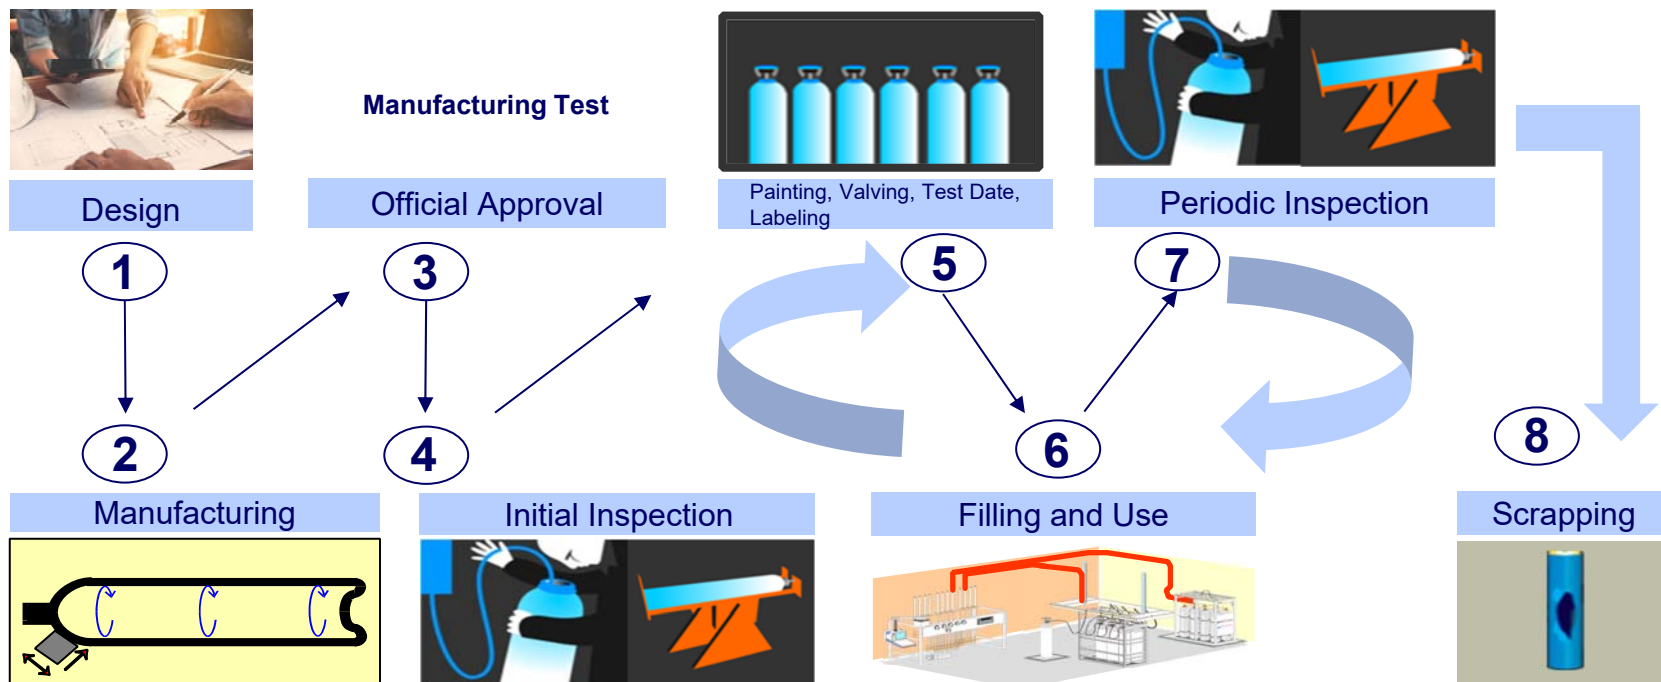 Manufacturing Test
Design
Official Approval
Painting, Valving, Test Date,
Labeling
Periodic Inspection
1
3
5
7
2
4
6
8
Manufacturing
Initial Inspection
Filling and Use
Scrapping